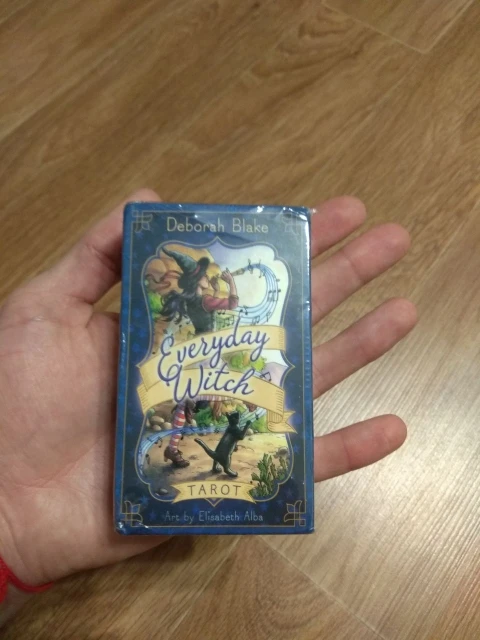 Deborah Blake
Everyday
Witch
TAROT
Art by Elisabeth Alba